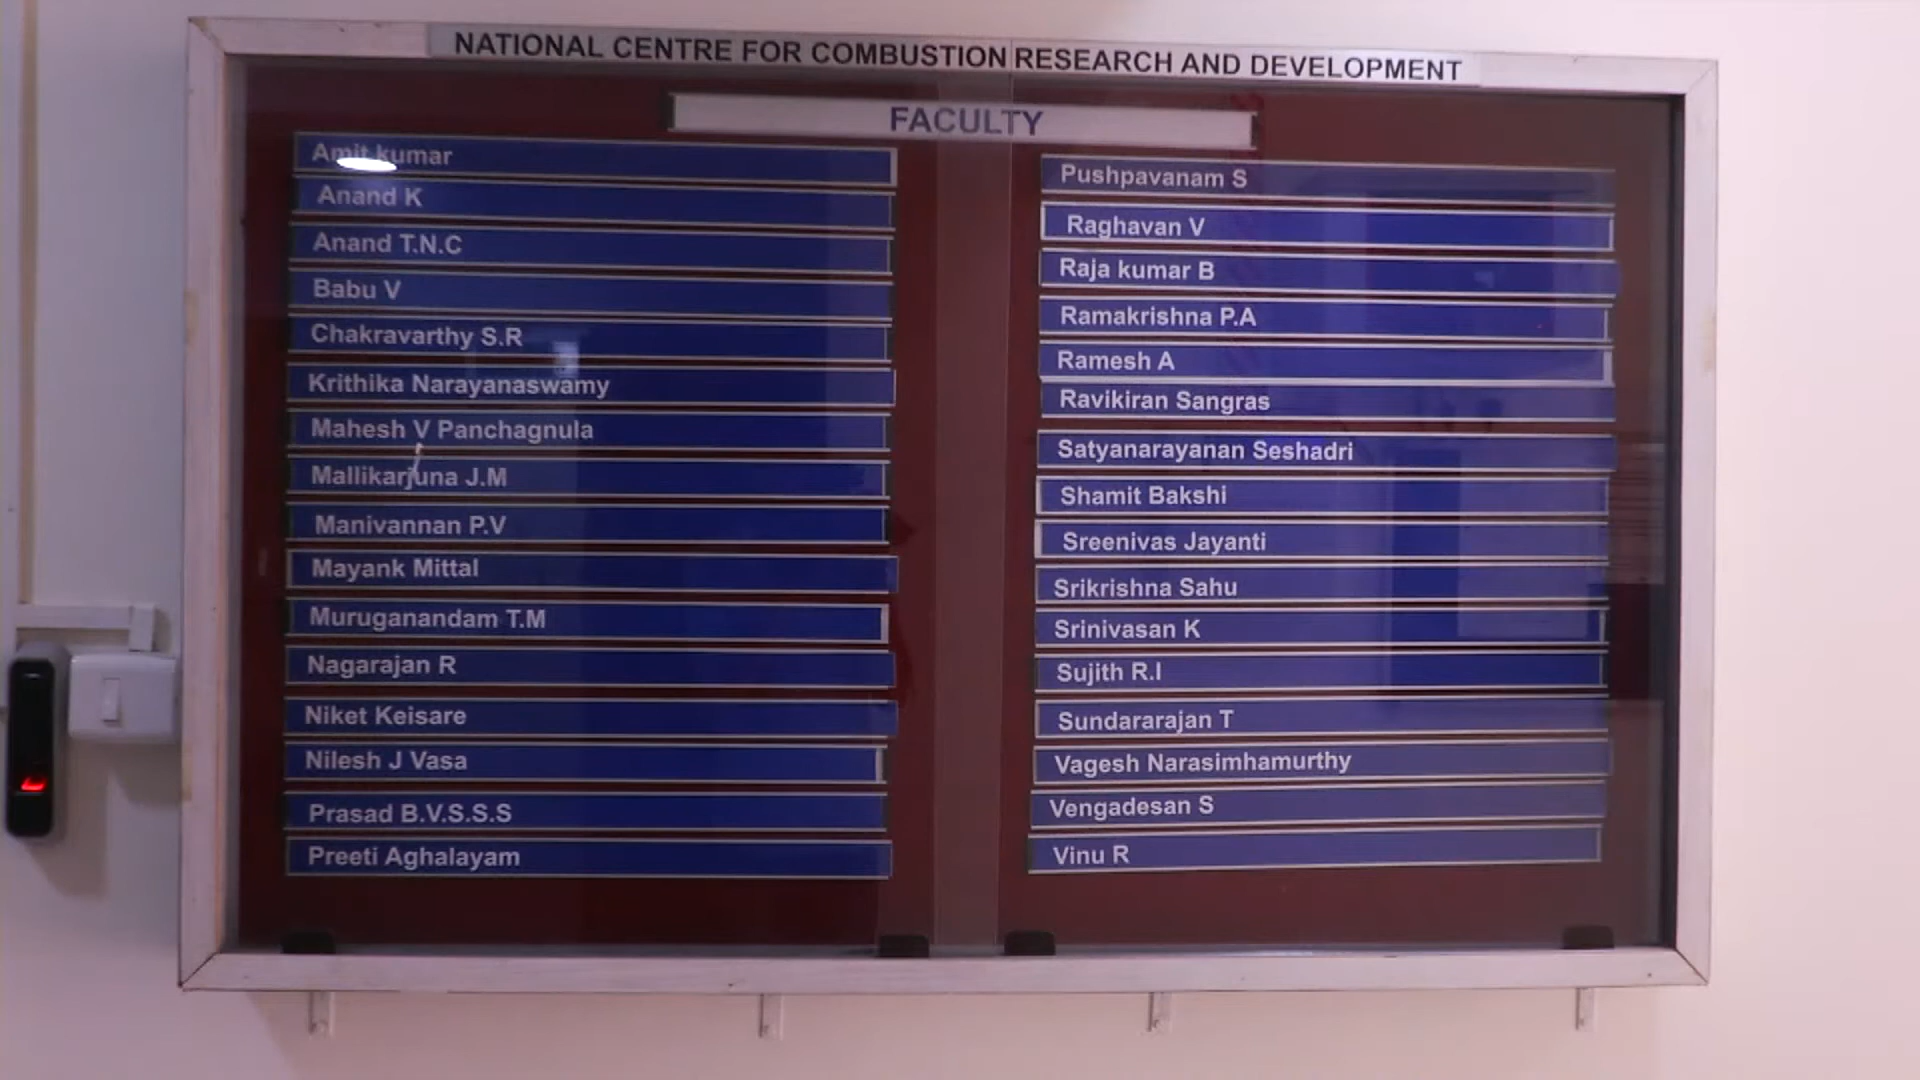 NATIONAL CENTRE FOR COMBUSTION RESEARCH AND DEVELOPMENT
FACULTY
Amit kumar
Anand K
Anand T.N.C
Babu V
Chakravarthy S.R
Krithika Narayanaswamy
Mahesh V Panchagnula
Mallikarjuna J.M
Manivannan P.V
Mayank Mittal
Muruganandam T.M
Nagarajan R
Niket Keisare
Nilesh J Vasa
Prasad B.V.S.S.S
Preeti Aghalayam
Pushpavanam S
Raghavan V
Raja kumar B
Ramakrishna P.A
Ramesh A
Ravikiran Sangras
Satyanarayanan Seshadri
Shamit Bakshi
Sreenivas Jayanti
Srikrishna Sahu
Srinivasan K
Sujith R.I
Sundararajan T
Vagesh Narasimhamurthy
Vengadesan S
Vinu R